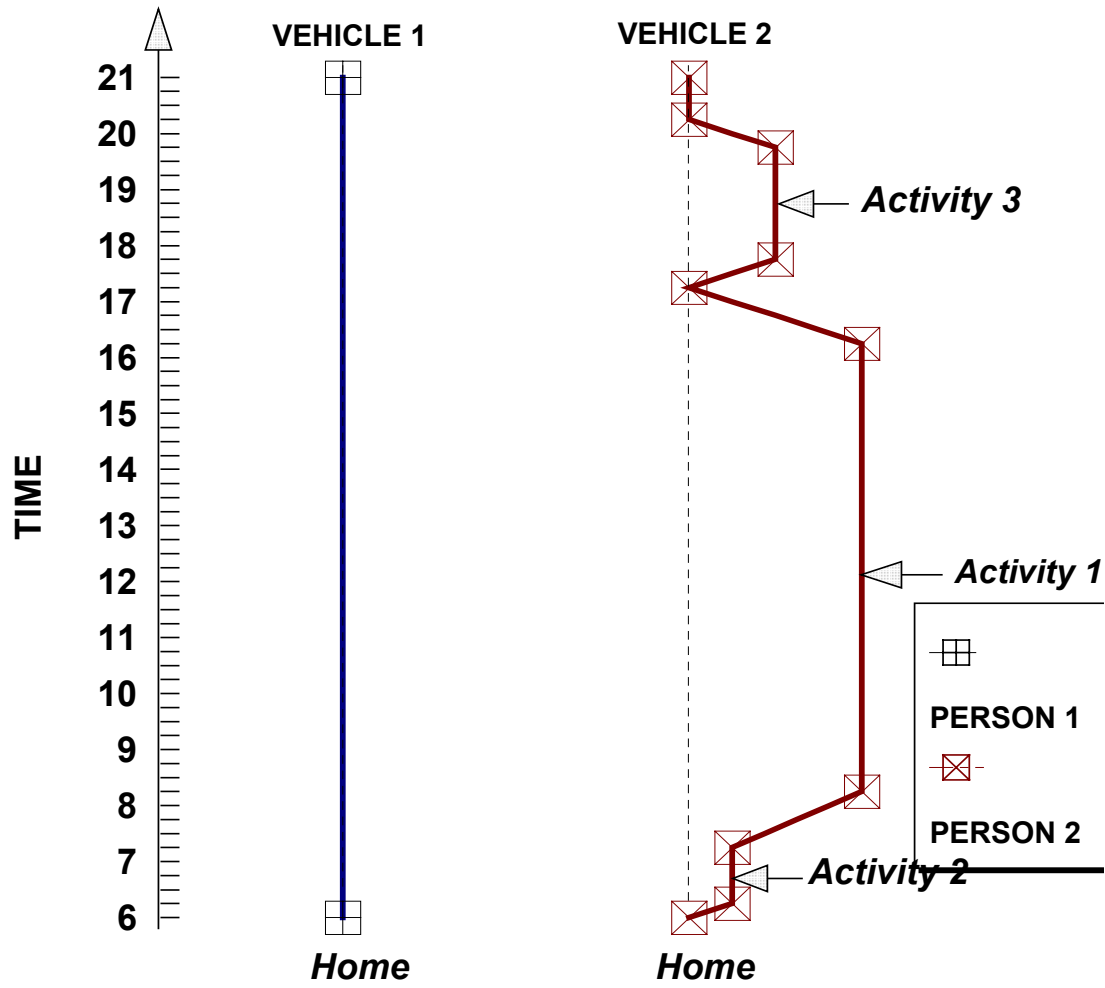 VEHICLE 1
VEHICLE 2
21
20
19
18
17
16
15
14
13
12
11
10
9
8
7
6
TIME
Activity 3
Activity 1
PERSON 1
PERSON 2
Activity 2
Home
Home